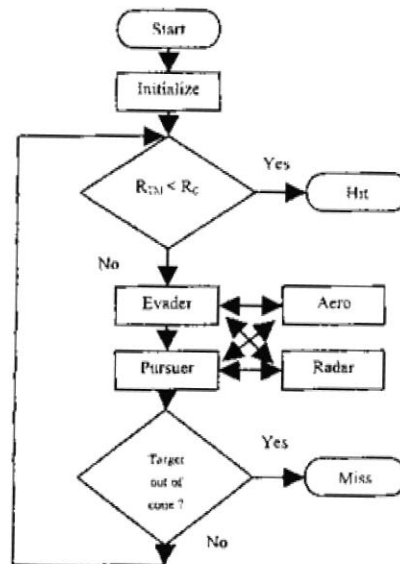 Start
Initialize
R_TM < R_C
Yes
Hit
No
Evader
Aero
Pursuer
Radar
Target
out of
cone ?
Yes
Miss
No